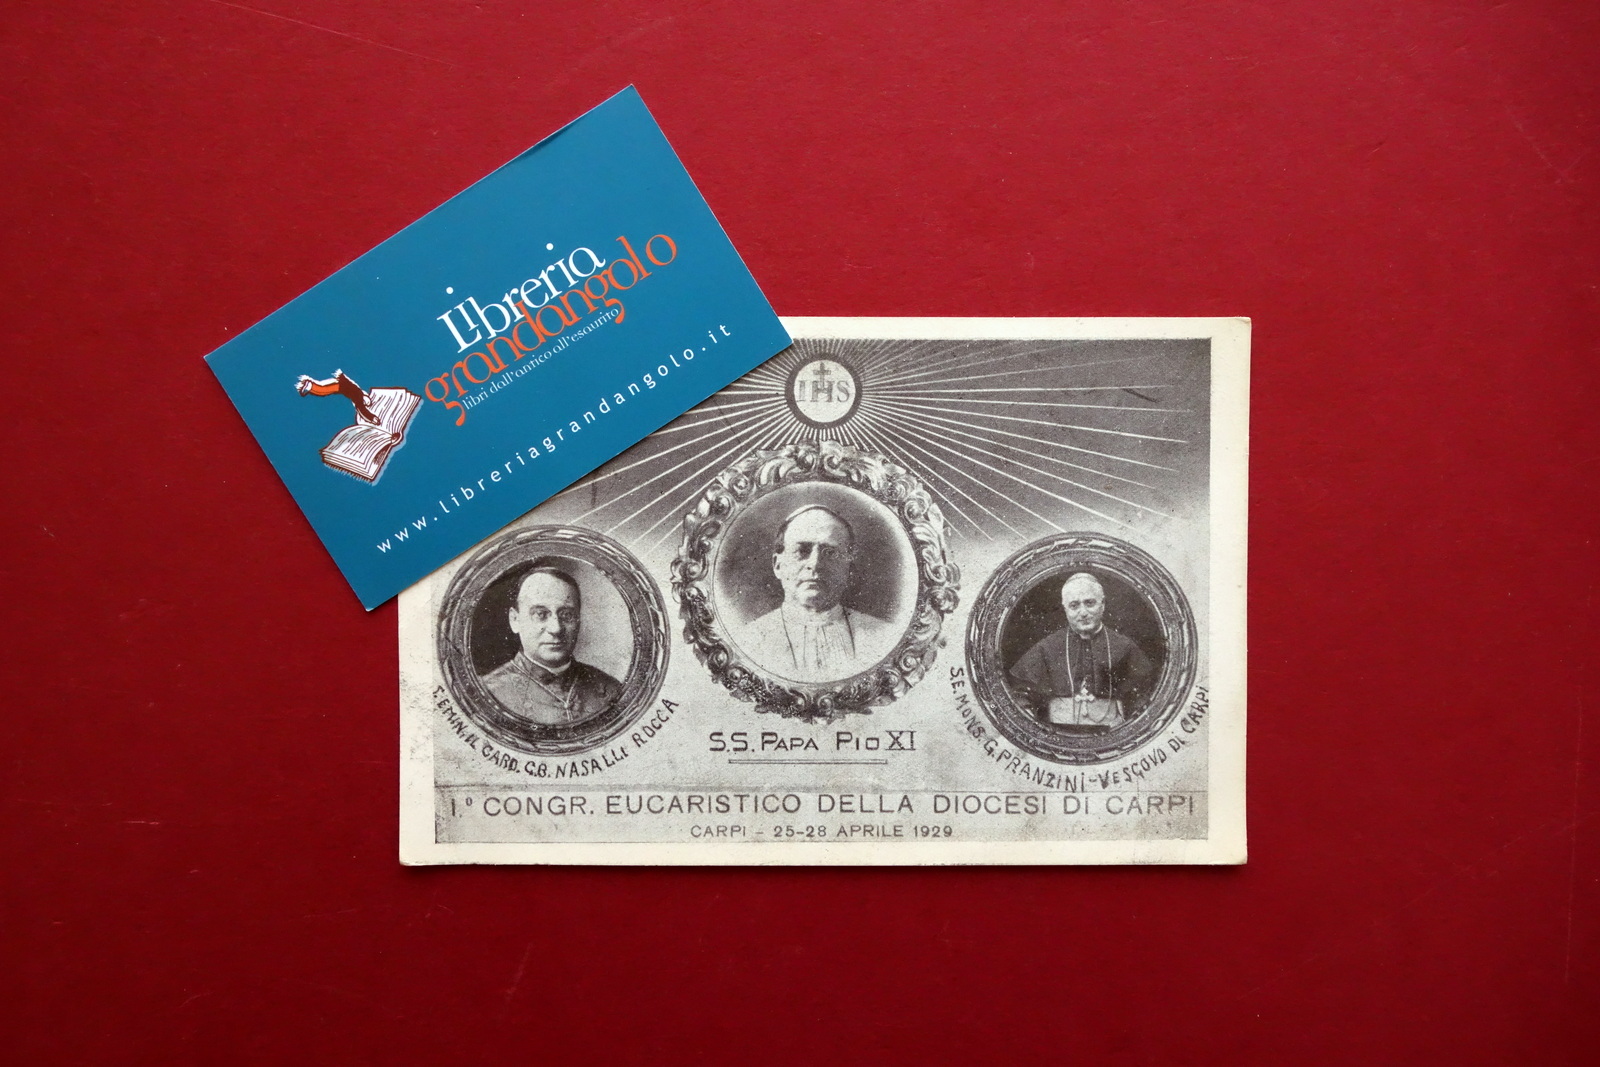 Libreria
grandangolo
libri dall'antico all'esaurito
www.libreriagrandangolo.it
IHS
S.S. PAPA PIO XI
EMIN. IL CARD. G.B. NASALLI ROCCA
S.E. MONS. G. PRANZINI - VESCOVO DI CARPI
I.º CONGR. EUCARISTICO DELLA DIOCESI DI CARPI
CARPI - 25-28 APRILE 1929